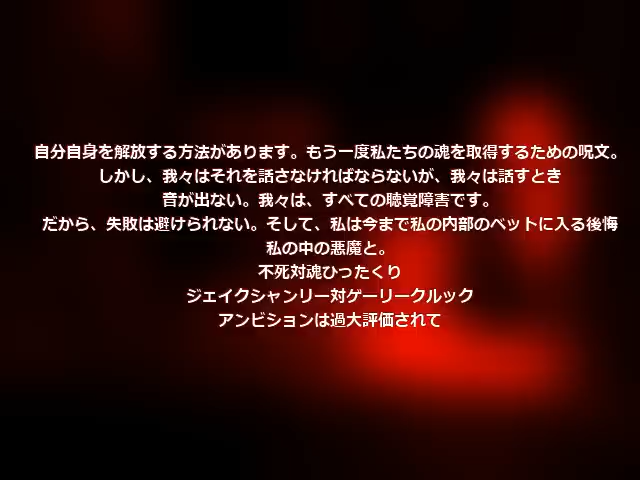 自分自身を解放する方法があります。もう一度私たちの魂を取得するための呪文。
しかし、我々はそれを話さなければならないが、我々は話すとき
音が出ない。我々は、すべての聴覚障害です。
だから、失敗は避けられない。そして、私は今まで私の内部のベットに入る後悔
私の中の悪魔と。
不死対魂ひったくり
ジェイクシャンリー対ゲーリークルック
アンビションは過大評価されて